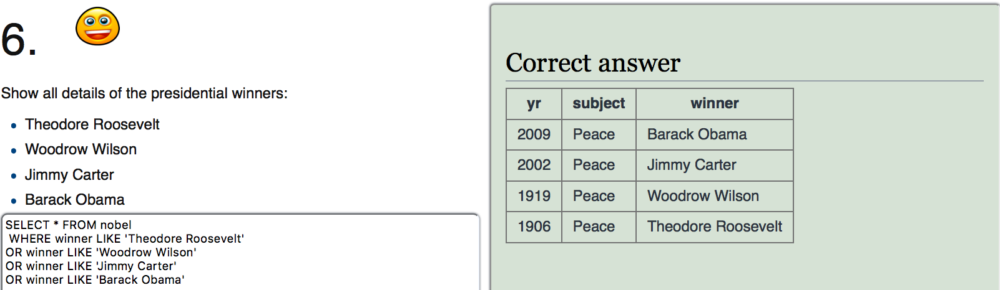 6.
Show all details of the presidential winners:
• Theodore Roosevelt
• Woodrow Wilson
• Jimmy Carter
• Barack Obama
SELECT * FROM nobel
WHERE winner LIKE 'Theodore Roosevelt'
OR winner LIKE 'Woodrow Wilson'
OR winner LIKE 'Jimmy Carter'
OR winner LIKE 'Barack Obama'
Correct answer
yr subject winner
2009 Peace Barack Obama
2002 Peace Jimmy Carter
1919 Peace Woodrow Wilson
1906 Peace Theodore Roosevelt